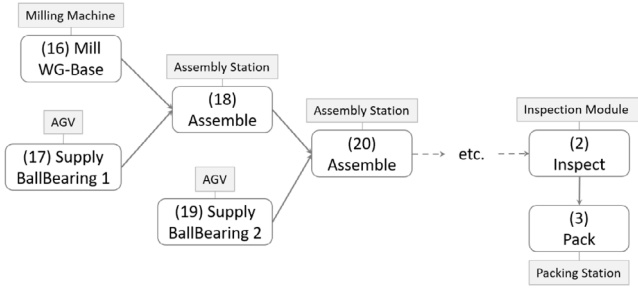 Milling Machine
(16) Mill
WG-Base
AGV
(17) Supply
BallBearing 1
Assembly Station
(18)
Assemble
AGV
(19) Supply
BallBearing 2
Assembly Station
(20)
Assemble
etc.
Inspection Module
(2)
Inspect
(3)
Pack
Packing Station